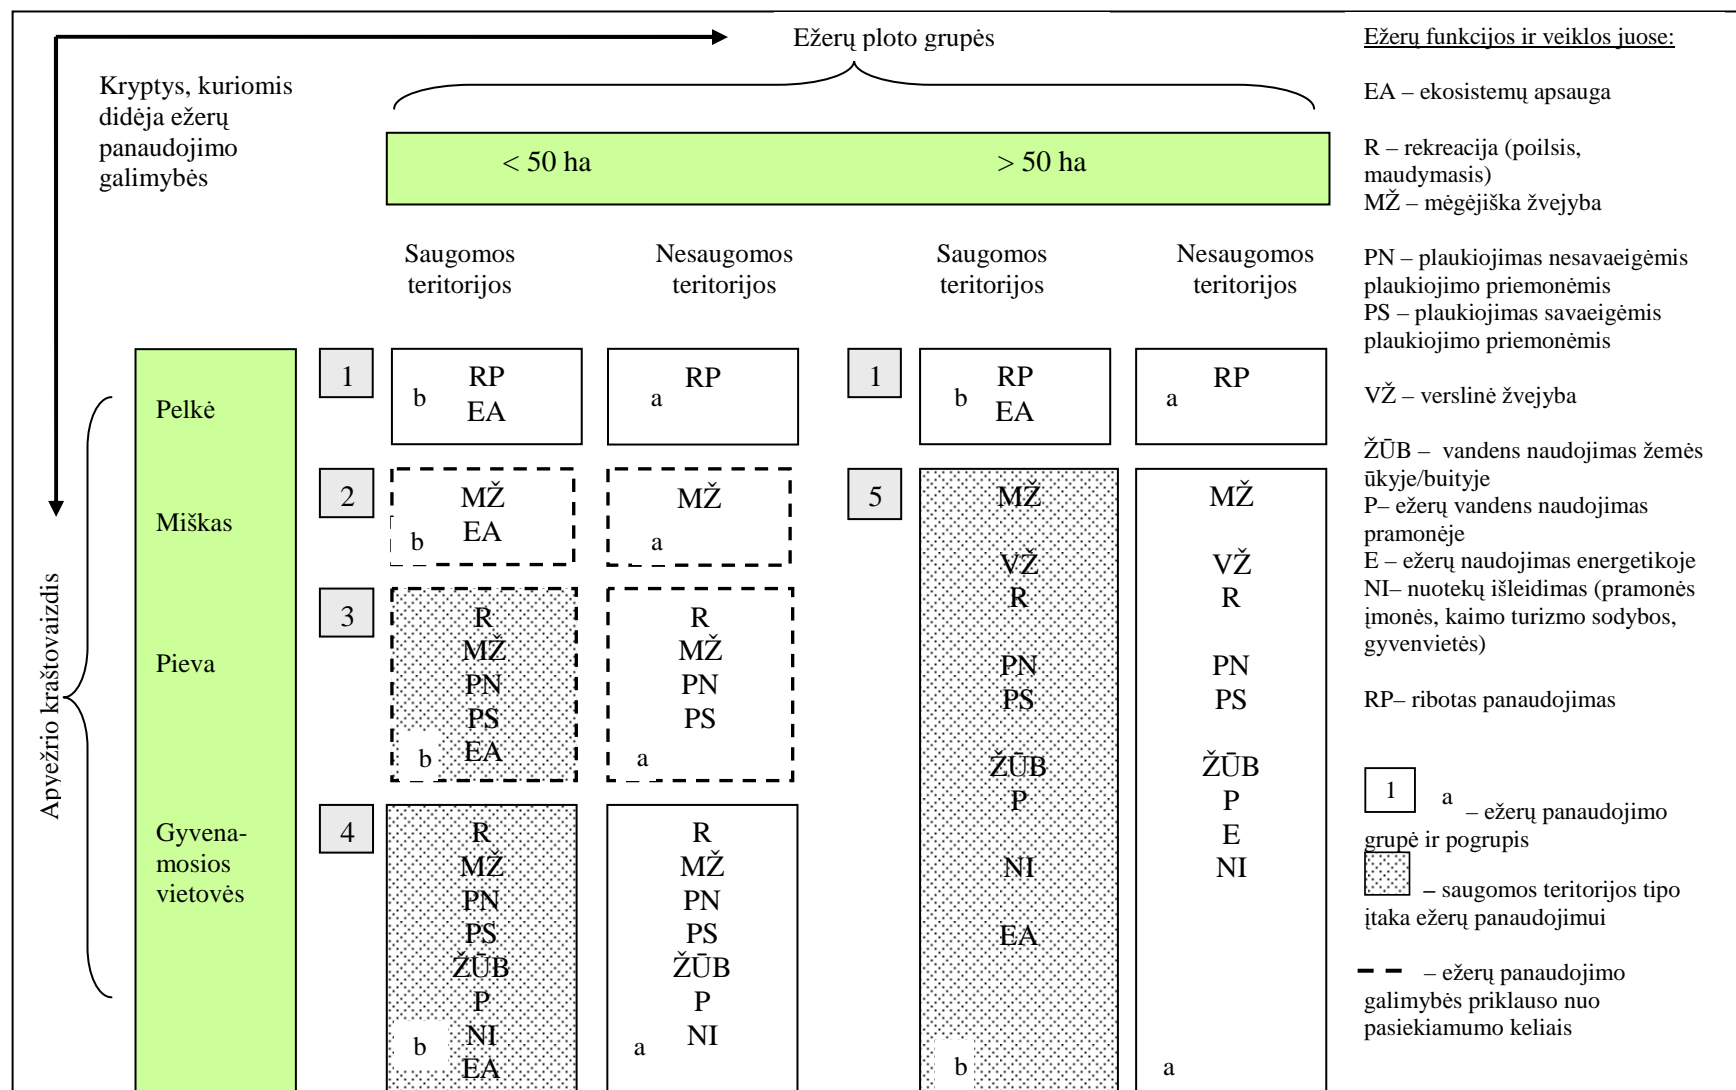 Ežerų ploto grupės
Kryptys, kuriomis
didėja ežerų
panaudojimo
galimybės
< 50 ha
> 50 ha
Saugomos
teritorijos
Nesaugomos
teritorijos
Saugomos
teritorijos
Nesaugomos
teritorijos
Apyežrio kraštovaizdis
Pelkė
Miškas
Pieva
Gyvena-
mosios
vietovės
1
RP
b
EA
RP
a
1
RP
b
EA
RP
a
2
MŽ
EA
b
MŽ
a
3
R
MŽ
PN
PS
EA
b
R
MŽ
PN
PS
a
4
R
MŽ
PN
PS
ŽŪB
P
NI
b
EA
R
MŽ
PN
PS
ŽŪB
P
NI
a
5
MŽ
VŽ
R
PN
PS
ŽŪB
P
NI
EA
b
MŽ
VŽ
R
PN
PS
ŽŪB
P
E
NI
a
Ežerų funkcijos ir veiklos juose:
EA – ekosistemų apsauga
R – rekreacija (poilsis,
maudymasis)
MŽ – mėgėjiška žvejyba
PN – plaukiojimas nesavaeigėmis
plaukiojimo priemonėmis
PS – plaukiojimas savaeigėmis
plaukiojimo priemonėmis
VŽ – verslinė žvejyba
ŽŪB – vandens naudojimas žemės
ūkyje/buityje
P– ežerų vandens naudojimas
pramonėje
E – ežerų naudojimas energetikoje
NI– nuotekų išleidimas (pramonės
įmonės, kaimo turizmo sodybos,
gyvenvietės)
RP– ribotas panaudojimas
1 a – ežerų panaudojimo
grupė ir pogrupis
– saugomos teritorijos tipo
įtaka ežerų panaudojimui
– ežerų panaudojimo
galimybės priklauso nuo
pasiekiamumo keliais